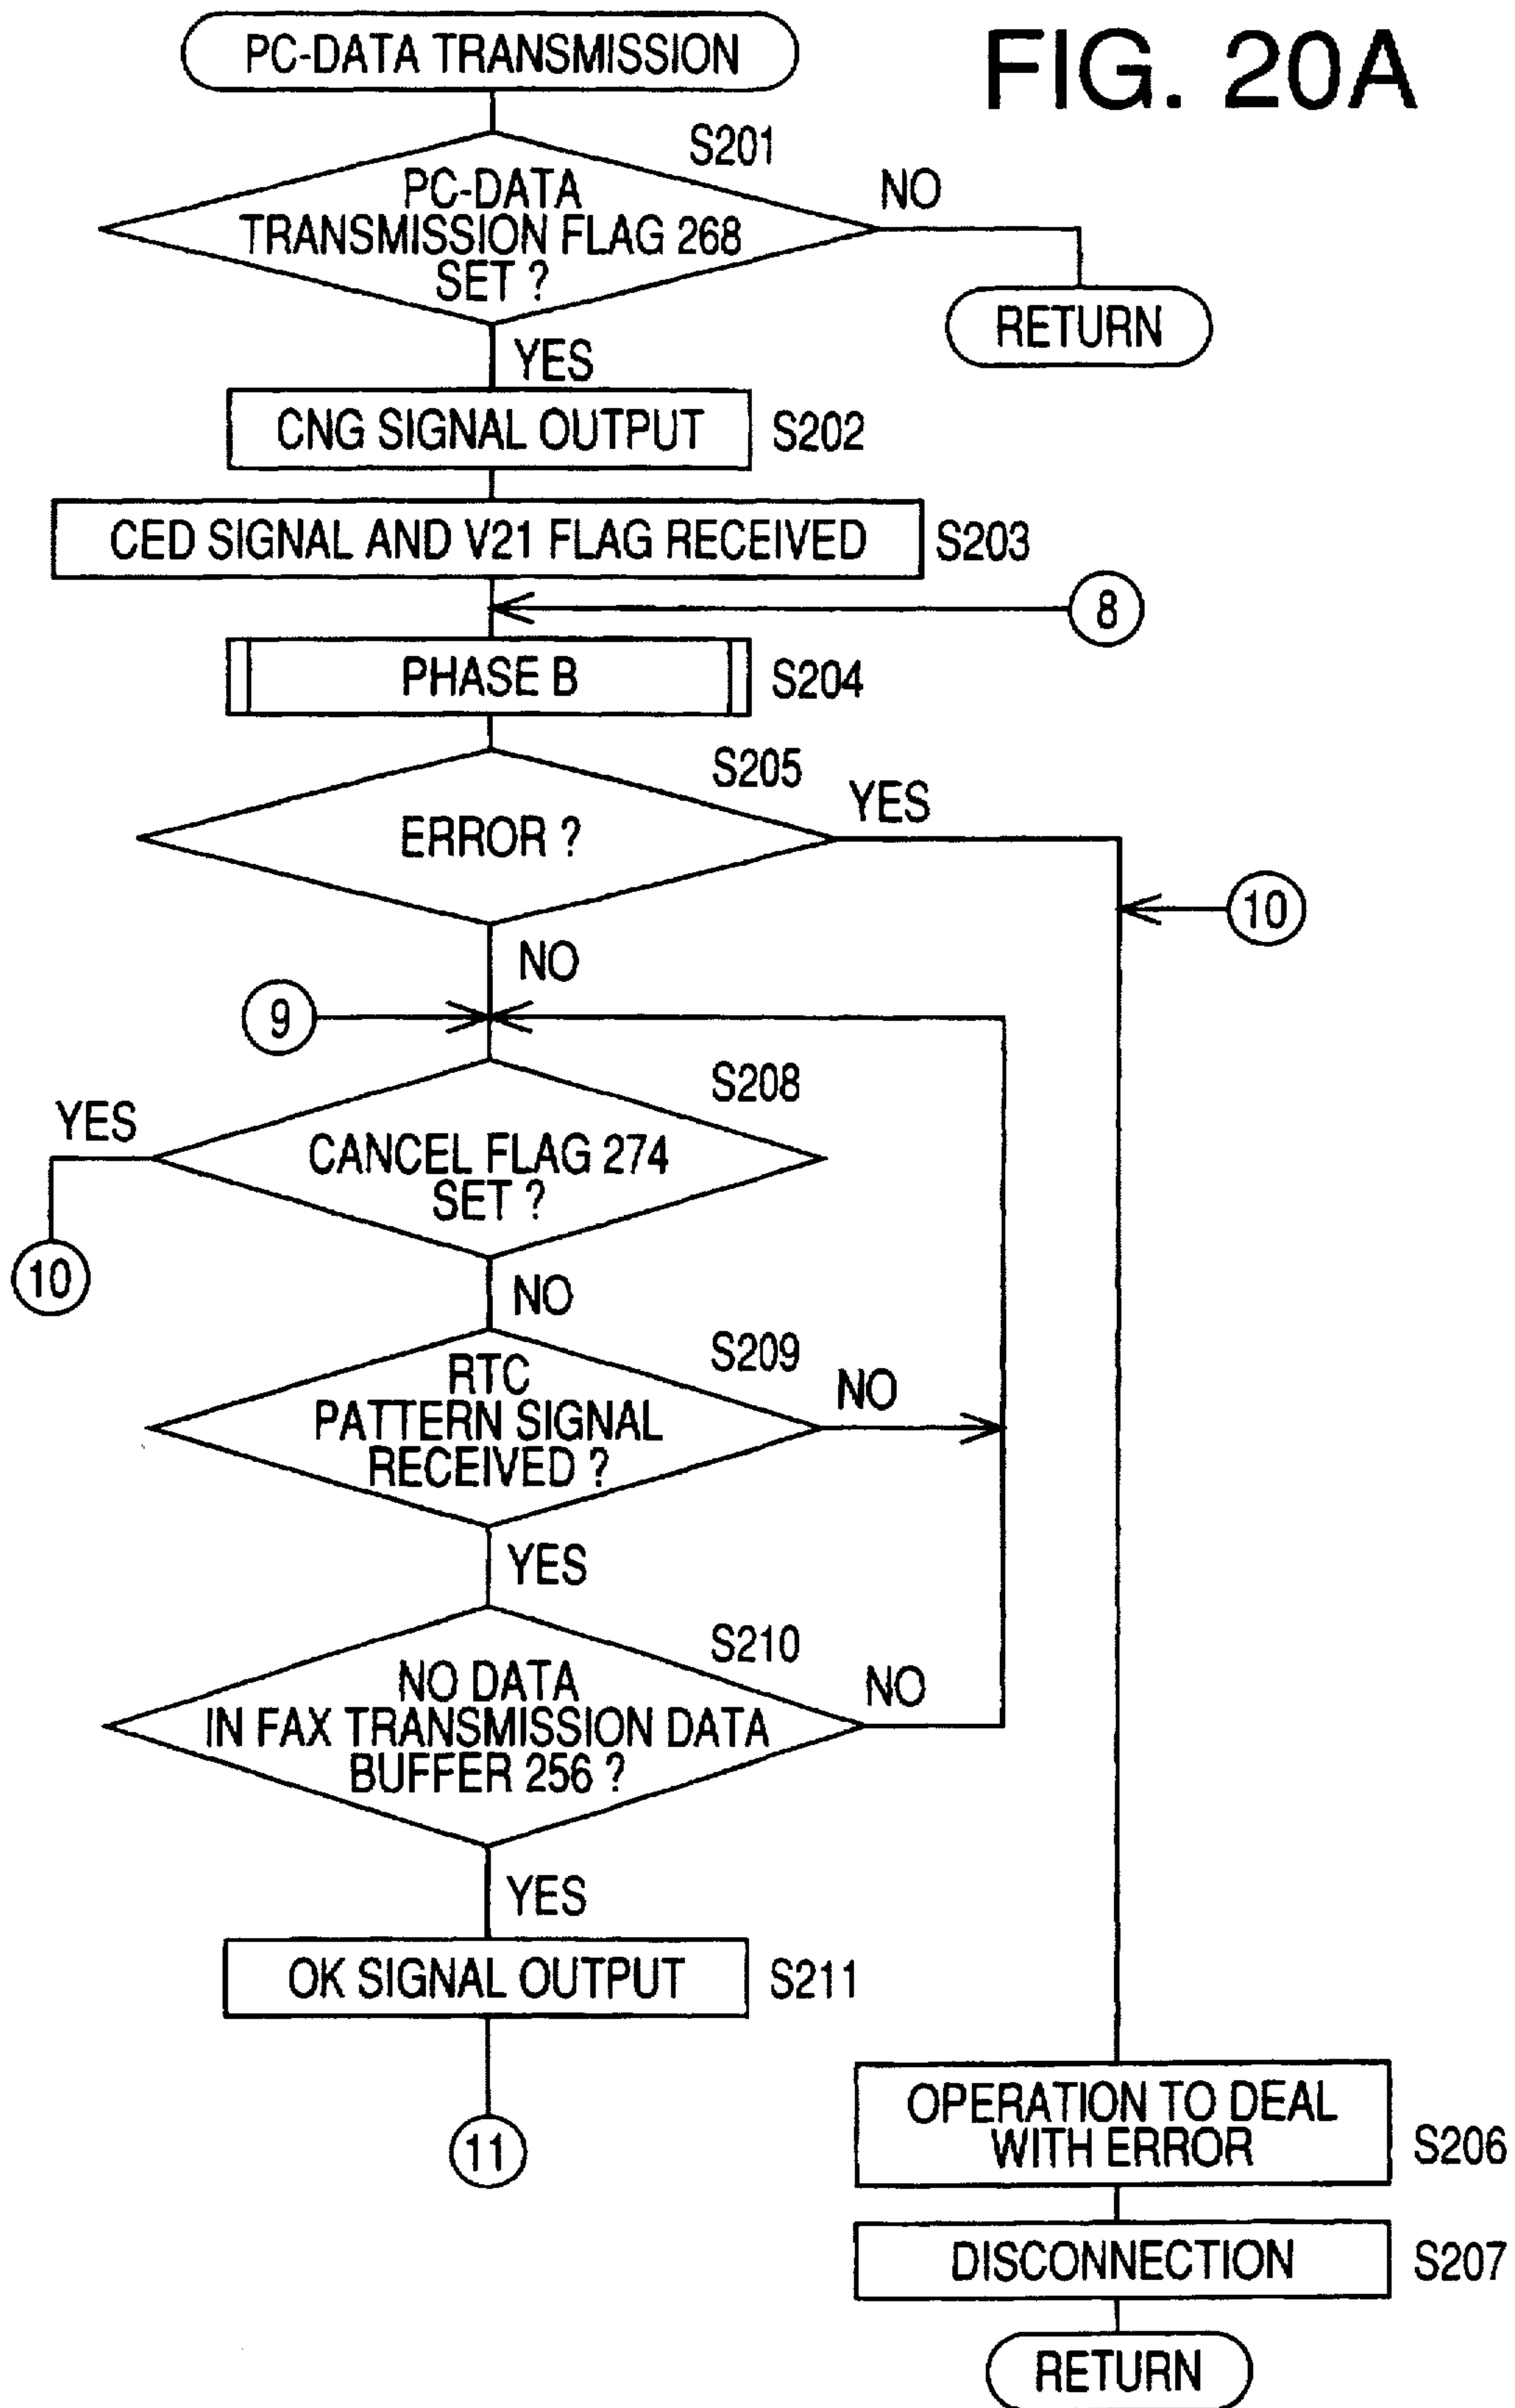 FIG. 20A
PC-DATA TRANSMISSION
S201
PC-DATA
TRANSMISSION FLAG 268
SET ?
NO
RETURN
YES
CNG SIGNAL OUTPUT
S202
CED SIGNAL AND V21 FLAG RECEIVED
S203
8
PHASE B
S204
S205
ERROR ?
YES
10
NO
9
S208
YES
CANCEL FLAG 274
SET ?
10
NO
S209
RTC
PATTERN SIGNAL
RECEIVED ?
NO
YES
S210
NO DATA
IN FAX TRANSMISSION DATA
BUFFER 256 ?
NO
YES
OK SIGNAL OUTPUT
S211
11
OPERATION TO DEAL
WITH ERROR
S206
DISCONNECTION
S207
RETURN